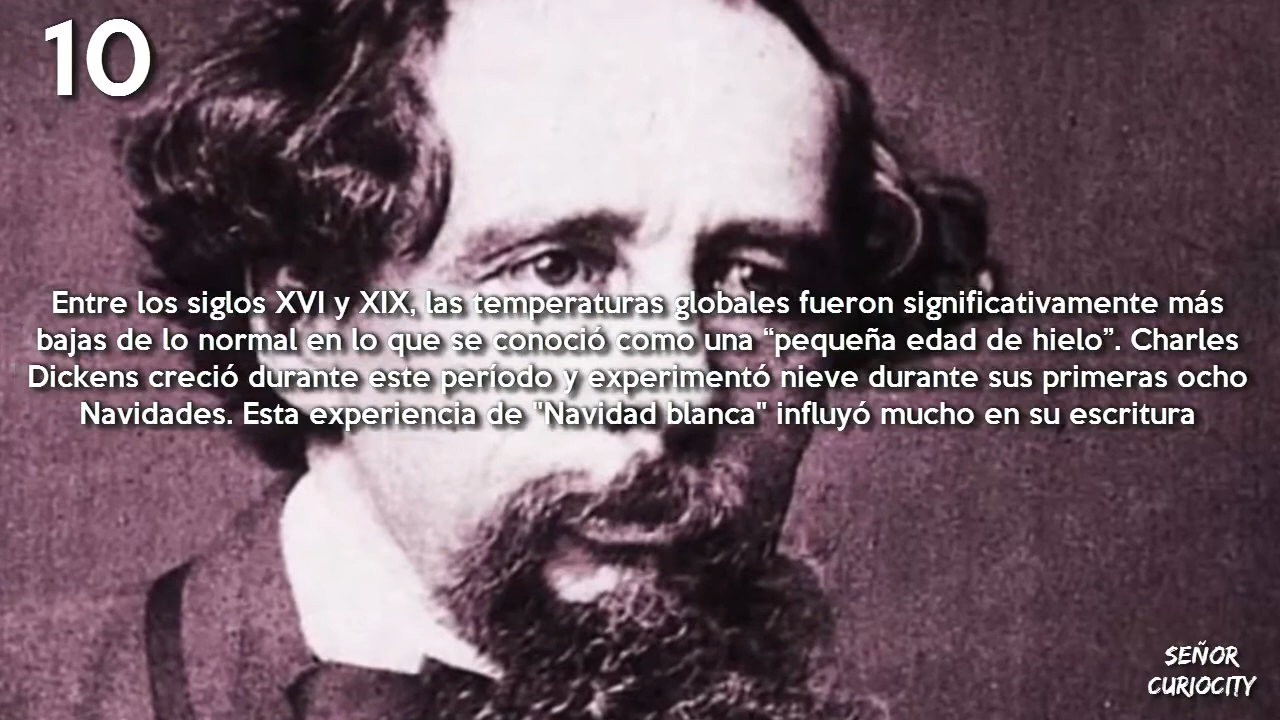 10
Entre los siglos XVI y XIX, las temperaturas globales fueron significativamente más
bajas de lo normal en lo que se conoció como una “pequeña edad de hielo”. Charles
Dickens creció durante este período y experimentó nieve durante sus primeras ocho
Navidades. Esta experiencia de "Navidad blanca" influyó mucho en su escritura
SEÑOR
CURIOCITY